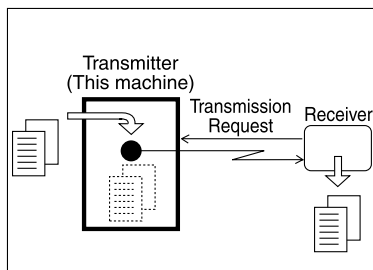 Transmitter
(This machine)
Transmission
Request
Receiver